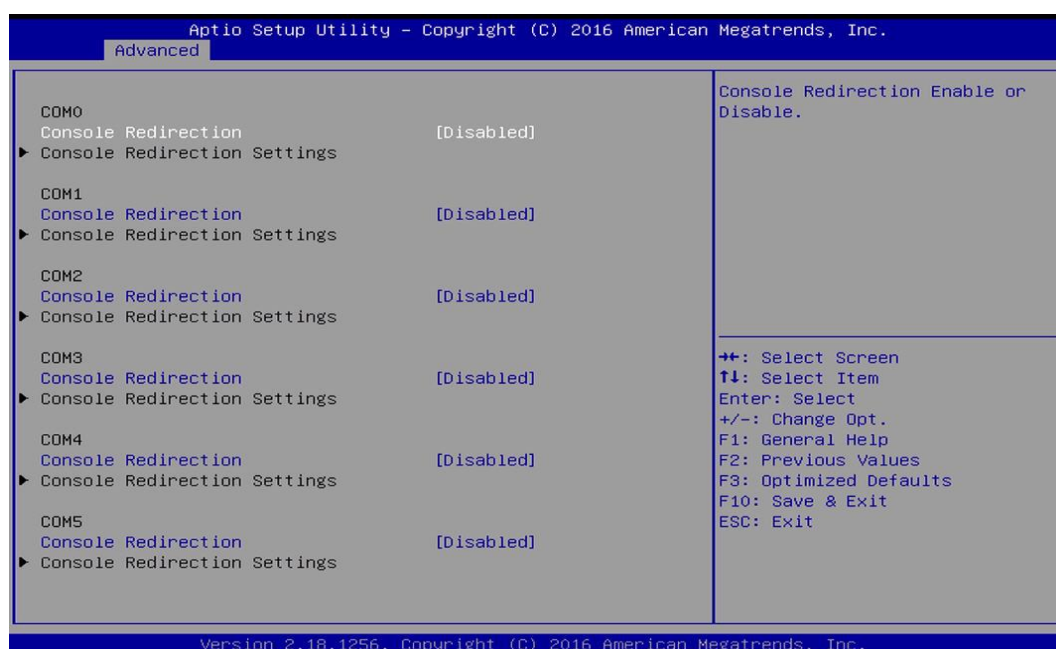 Aptio Setup Utility – Copyright (C) 2016 American Megatrends, Inc.
Advanced
COM0
Console Redirection [Disabled]
▶ Console Redirection Settings
COM1
Console Redirection [Disabled]
▶ Console Redirection Settings
COM2
Console Redirection [Disabled]
▶ Console Redirection Settings
COM3
Console Redirection [Disabled]
▶ Console Redirection Settings
COM4
Console Redirection [Disabled]
▶ Console Redirection Settings
COM5
Console Redirection [Disabled]
▶ Console Redirection Settings
Console Redirection Enable or
Disable.
→←: Select Screen
↑↓: Select Item
Enter: Select
+/-: Change Opt.
F1: General Help
F2: Previous Values
F3: Optimized Defaults
F10: Save & Exit
ESC: Exit
Version 2.18.1256. Copyright (C) 2016 American Megatrends, Inc.